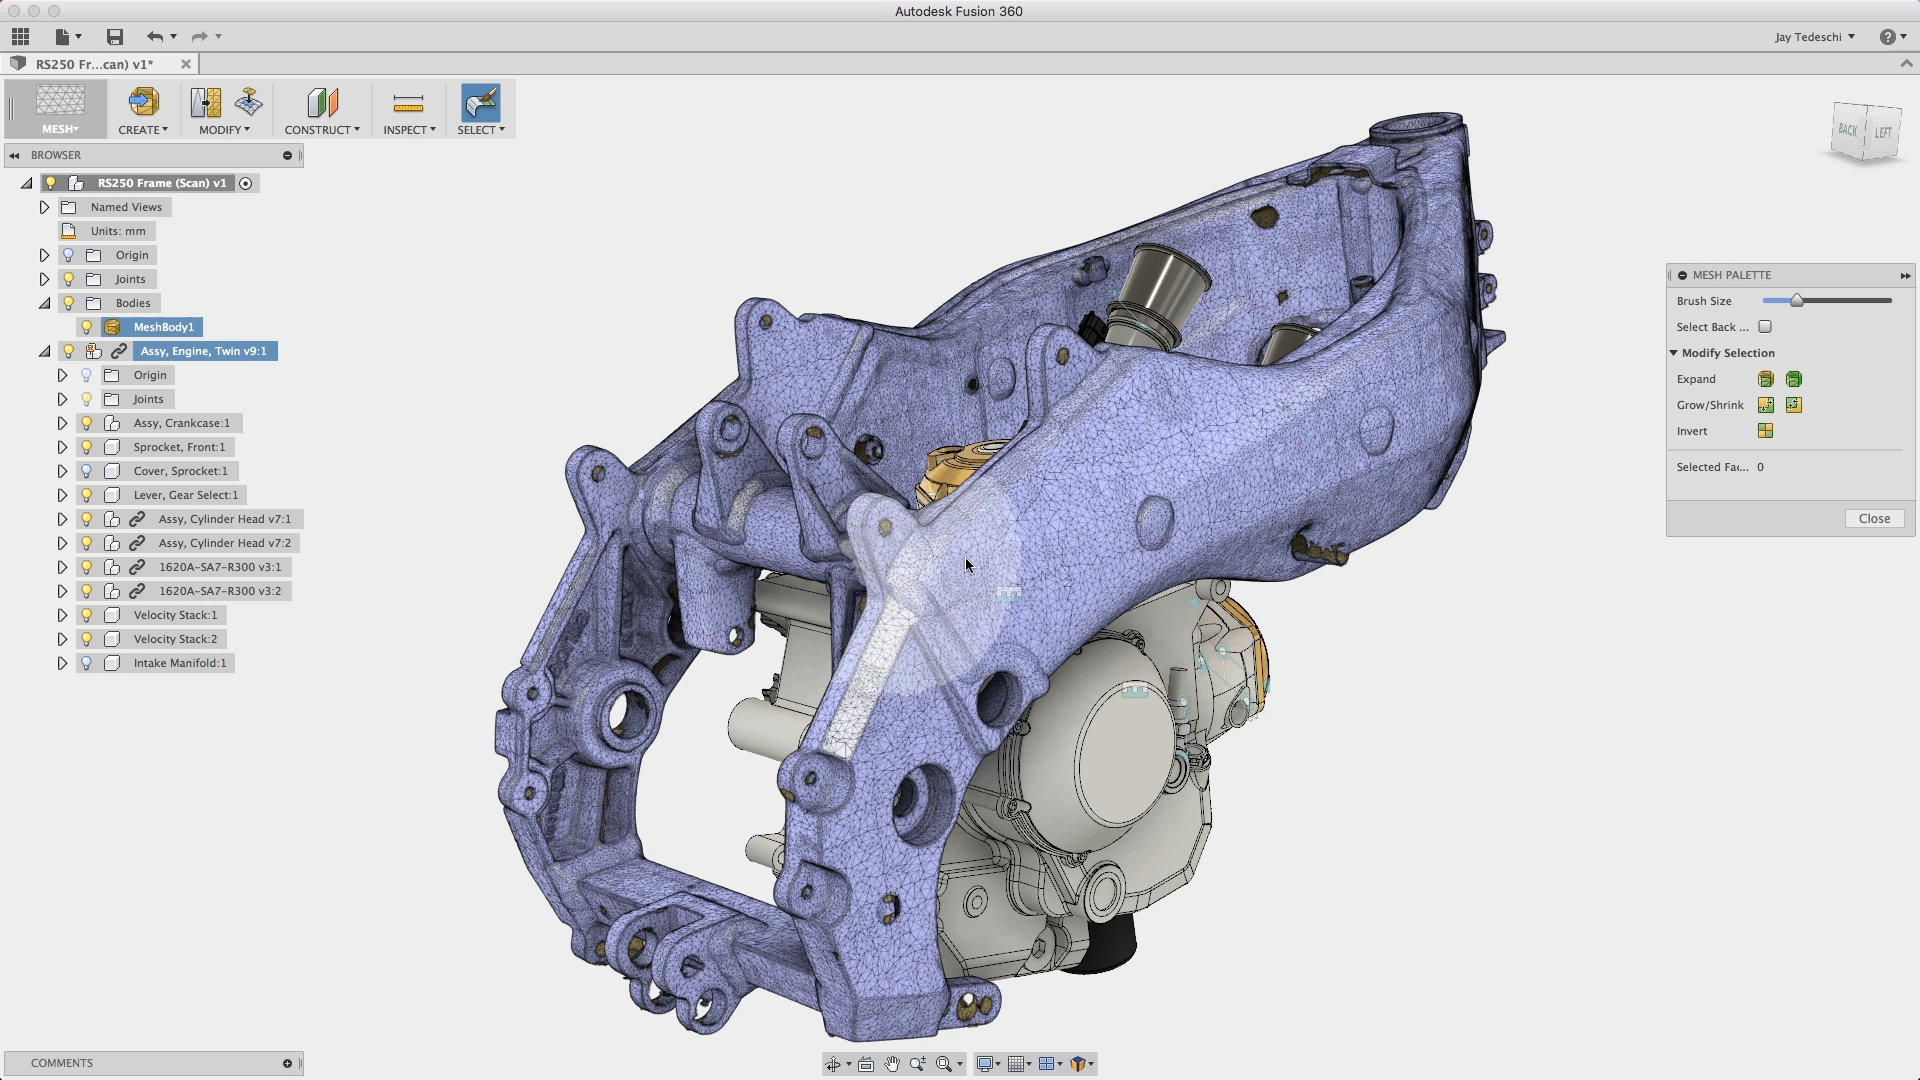 Autodesk Fusion 360
Jay Tedeschi
RS250 Fr...can) v1*
MESH
CREATE
MODIFY
CONSTRUCT
INSPECT
SELECT
BACK
LEFT
BROWSER
RS250 Frame (Scan) v1
Named Views
Units: mm
Origin
Joints
Bodies
MeshBody1
Assy, Engine, Twin v9:1
Origin
Joints
Assy, Crankcase:1
Sprocket, Front:1
Cover, Sprocket:1
Lever, Gear Select:1
Assy, Cylinder Head v7:1
Assy, Cylinder Head v7:2
1620A-SA7-R300 v3:1
1620A-SA7-R300 v3:2
Velocity Stack:1
Velocity Stack:2
Intake Manifold:1
MESH PALETTE
Brush Size
Select Back ...
Modify Selection
Expand
Grow/Shrink
Invert
Selected Fac... 0
Close
COMMENTS